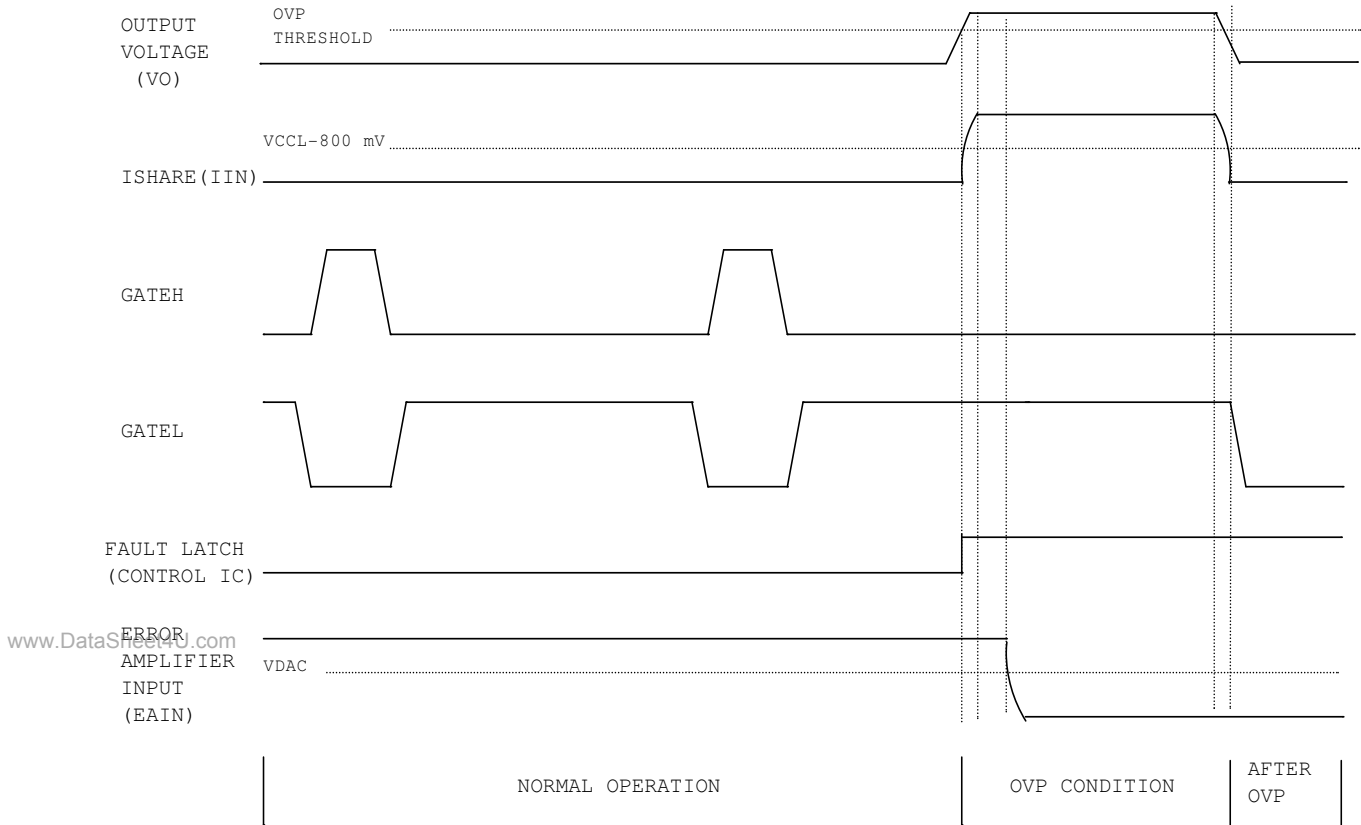 OUTPUT
VOLTAGE
(VO)
OVP
THRESHOLD
VCCL-800 mV
ISHARE(IIN)
GATEH
GATEL
FAULT LATCH
(CONTROL IC)
www.DataSheet4U.com
ERROR
AMPLIFIER
INPUT
(EAIN)
VDAC
NORMAL OPERATION
OVP CONDITION
AFTER
OVP